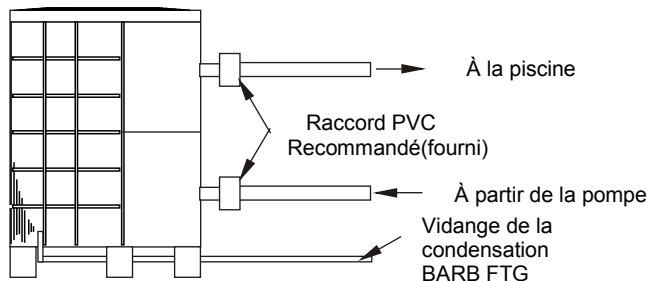 À la piscine
Raccord PVC
Recommandé(fourni)
À partir de la pompe
Vidange de la
condensation
BARB FTG